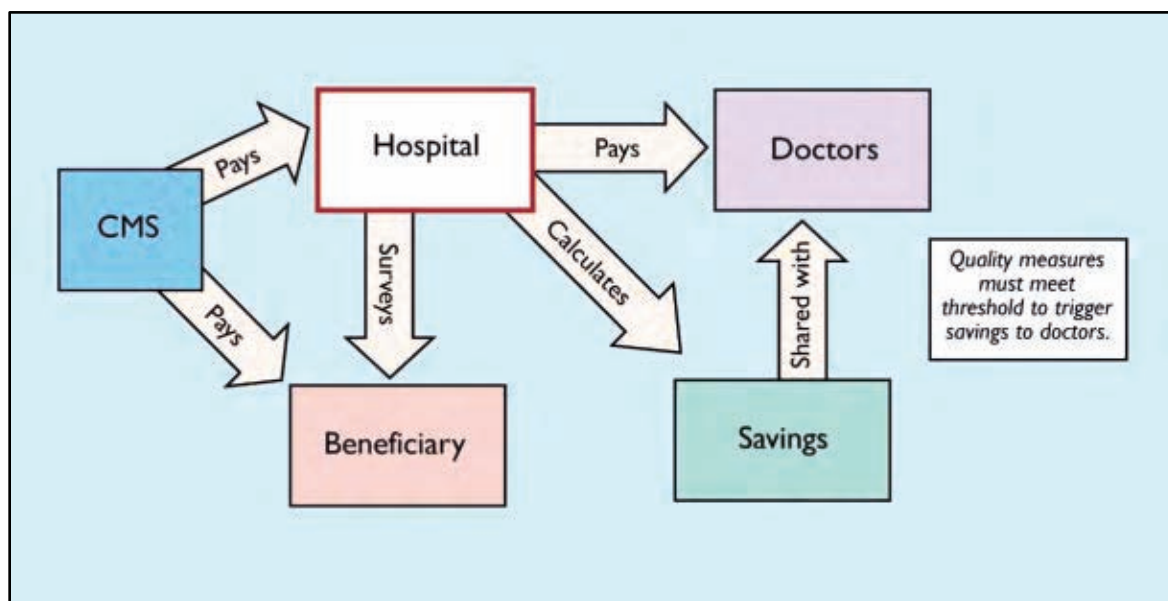 Hospital
Pays
Doctors
Pays
CMS
Pays
Surveys
Calculates
Shared with
Quality measures
must meet
threshold to trigger
savings to doctors.
Beneficiary
Savings